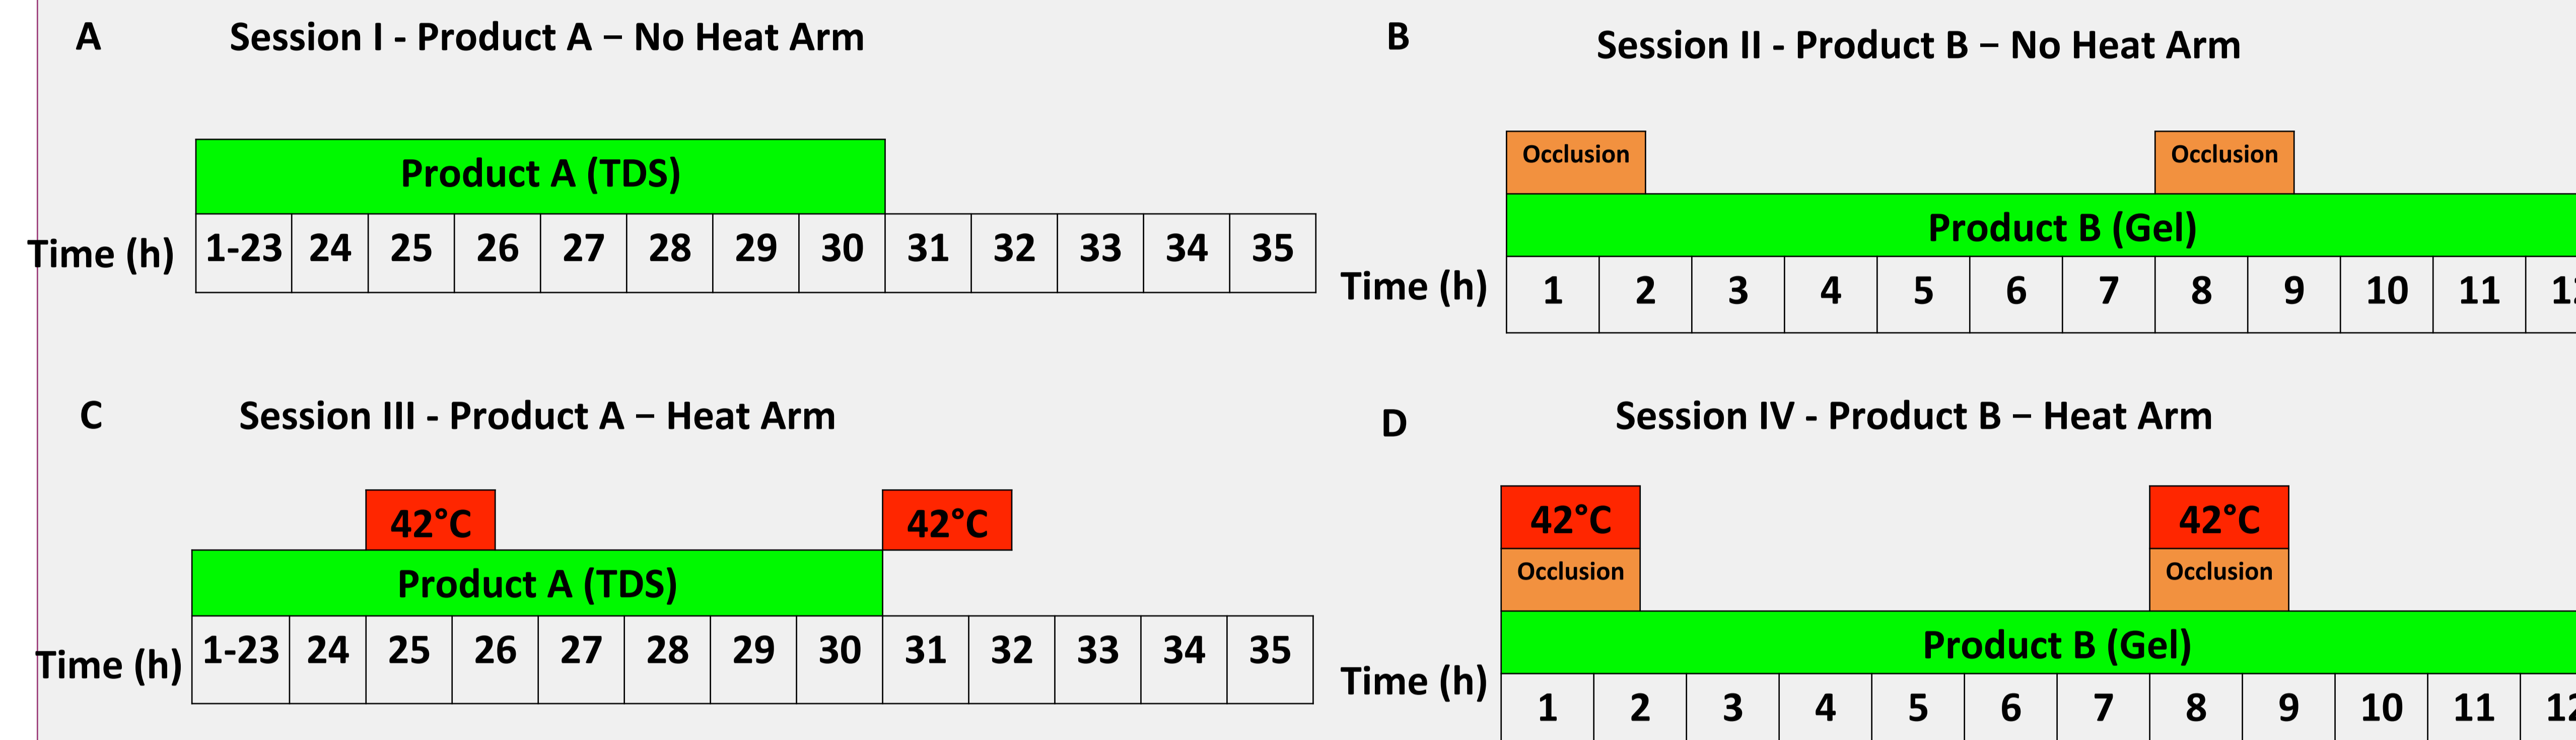 A
Session I - Product A – No Heat Arm
Product A (TDS)
Time (h) 1-23 24 25 26 27 28 29 30 31 32 33 34 35
B
Session II - Product B – No Heat Arm
Occlusion Occlusion
Product B (Gel)
Time (h) 1 2 3 4 5 6 7 8 9 10 11
C
Session III - Product A – Heat Arm
42°C 42°C
Product A (TDS)
Time (h) 1-23 24 25 26 27 28 29 30 31 32 33 34 35
D
Session IV - Product B – Heat Arm
42°C 42°C
Occlusion Occlusion
Product B (Gel)
Time (h) 1 2 3 4 5 6 7 8 9 10 11